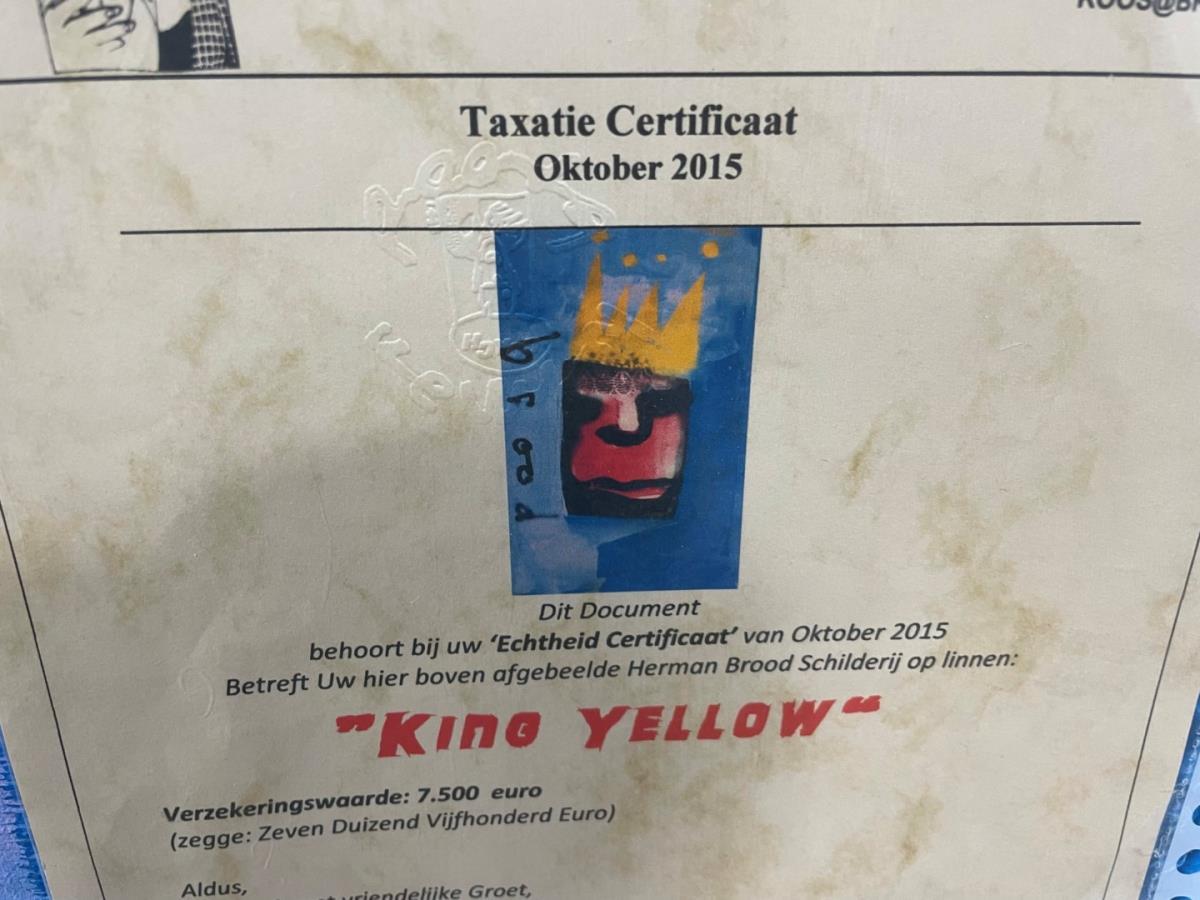 KOOS@B
Taxatie Certificaat
Oktober 2015
Dit Document
behoort bij uw ‘Echtheid Certificaat’ van Oktober 2015
Betreft Uw hier boven afgebeelde Herman Brood Schilderij op linnen:
”King Yellow“
Verzekeringswaarde: 7.500 euro
(zegge: Zeven Duizend Vijfhonderd Euro)
Aldus,
vriendelijke Groet,